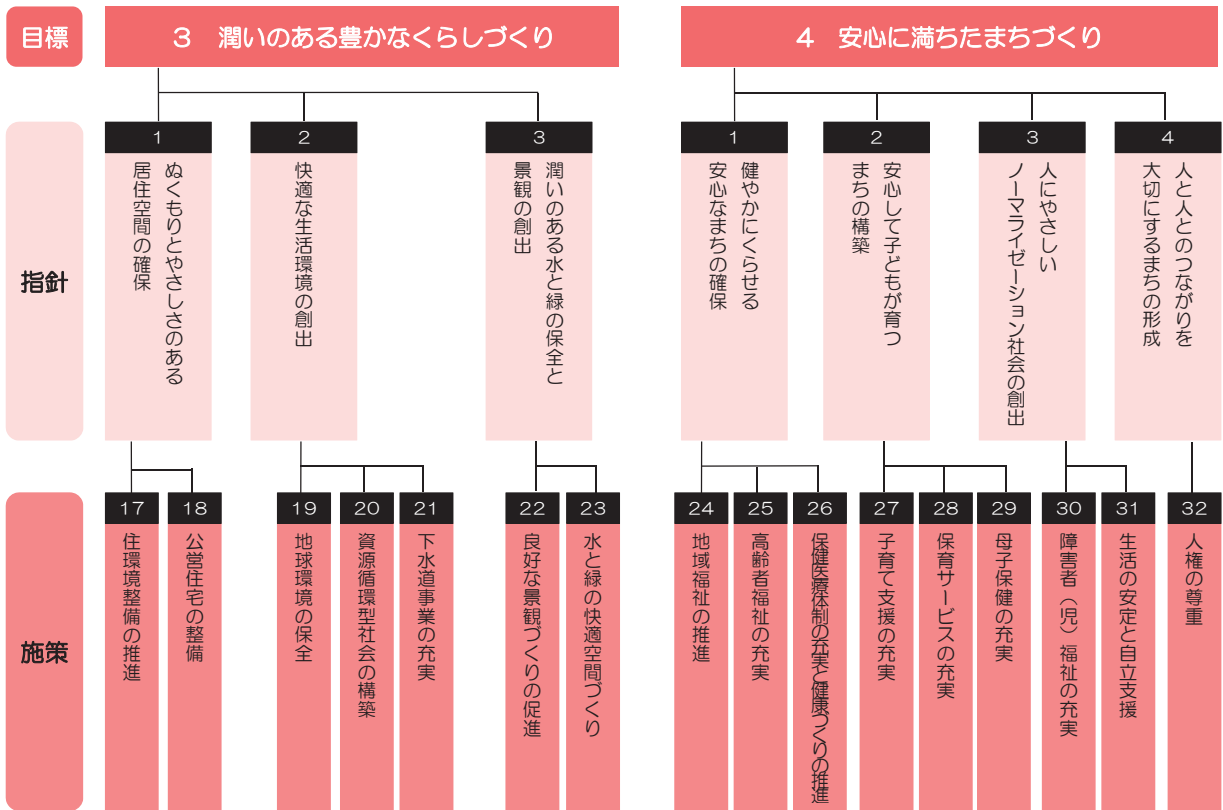 目標
3 潤いのある豊かなくらしづくり
4 安心に満ちたまちづくり
指針
1
ぬくもりとやさしさのある
居住空間の確保
2
快適な生活環境の創出
3
潤いのある水と緑の保全と
景観の創出
1
健やかにくらせる
安心なまちの確保
2
安心して子どもが育つ
まちの構築
3
人にやさしい
ノーマライゼーション社会の創出
4
人と人とのつながりを
大切にするまちの形成
施策
17
住環境整備の推進
18
公営住宅の整備
19
地球環境の保全
20
資源循環型社会の構築
21
下水道事業の充実
22
良好な景観づくりの促進
23
水と緑の快適空間づくり
24
地域福祉の推進
25
高齢者福祉の充実
26
保健医療体制の充実と健康づくりの推進
27
子育て支援の充実
28
保育サービスの充実
29
母子保健の充実
30
障害者（児）福祉の充実
31
生活の安定と自立支援
32
人権の尊重